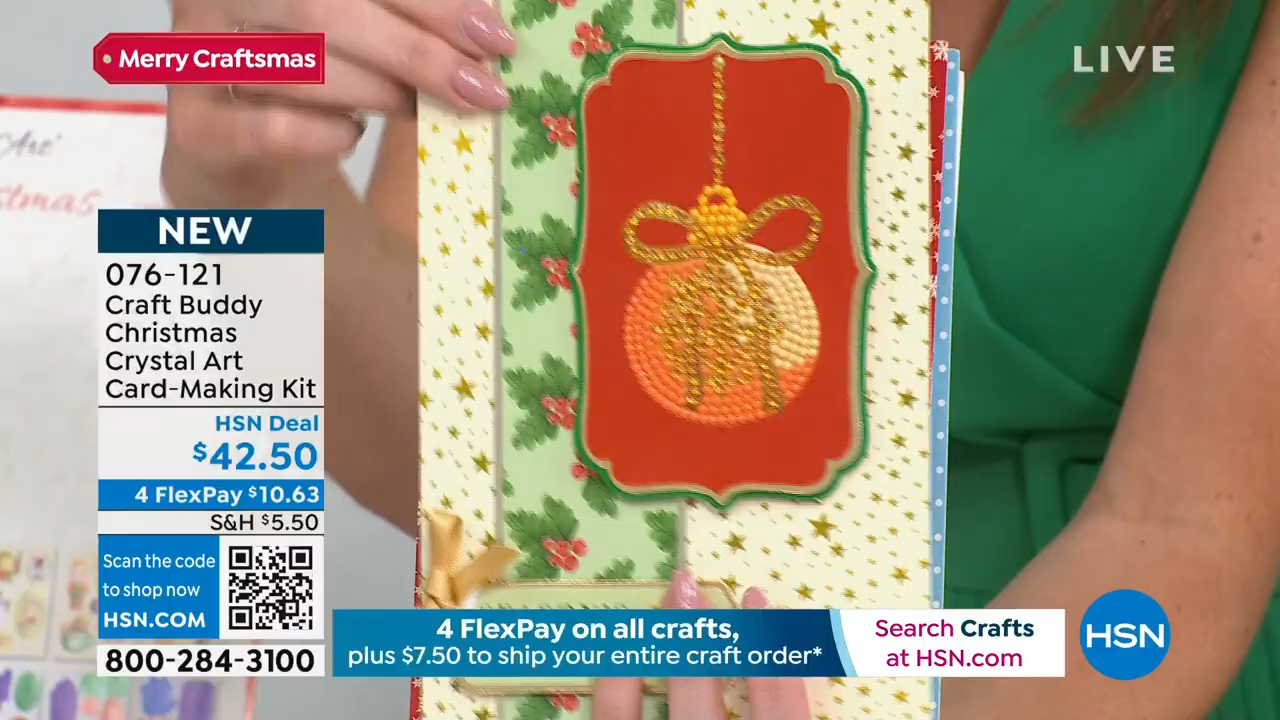 Merry Craftsmas
LIVE
Art
stmas
NEW
076-121
Craft Buddy
Christmas
Crystal Art
Card-Making Kit
HSN Deal
$42.50
4 FlexPay $10.63
S&H $5.50
Scan the code
to shop now
HSN.COM
800-284-3100
4 FlexPay on all crafts,
plus $7.50 to ship your entire craft order*
Search Crafts
at HSN.com
HSN